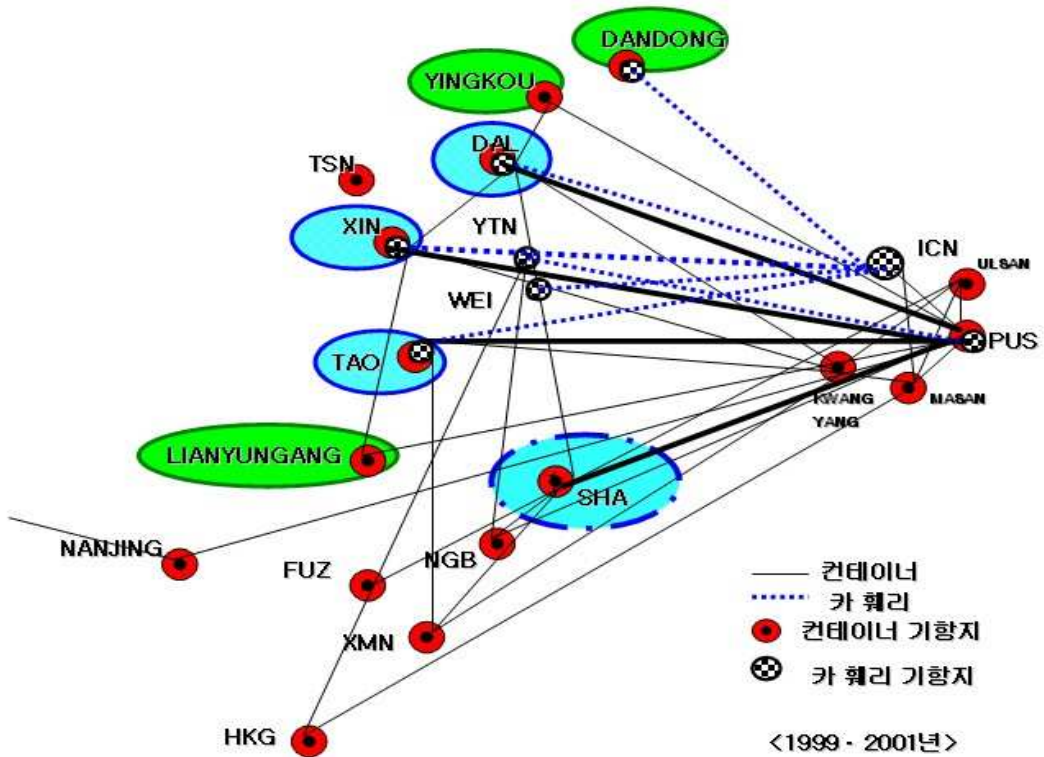 DANDONG
YINGKOU
DAL
TSN
XIN
YTN
ICN
ULSAN
WEI
PUS
TAO
KWANG
YANG
MASAN
LIANYUNGANG
SHA
NANJING
FUZ
NGB
XMN
HKG
컨테이너
카 훼리
컨테이너 기항지
카 훼리 기항지
<1999 · 2001년>